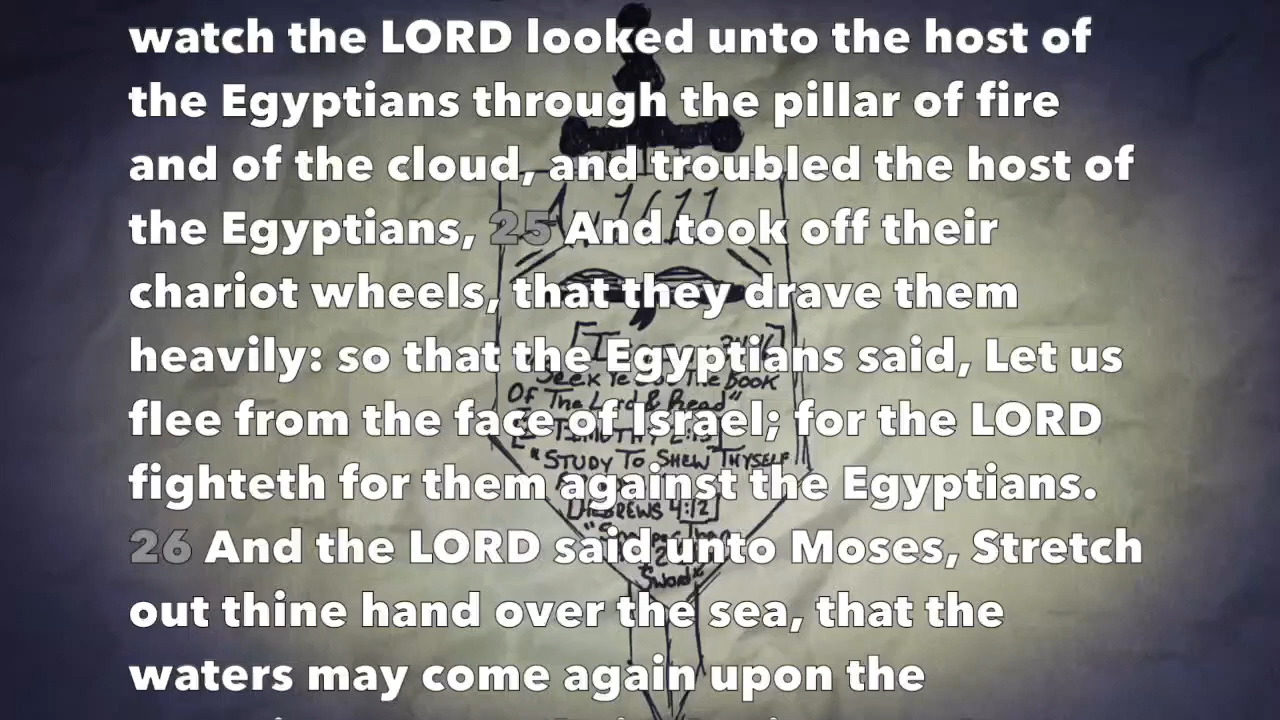 watch the LORD looked unto the host of
the Egyptians through the pillar of fire
and of the cloud, and troubled the host of
the Egyptians, 25 And took off their
chariot wheels, that they drave them
heavily: so that the Egyptians said, Let us
flee from the face of Israel; for the LORD
fighteth for them against the Egyptians.
26 And the LORD said unto Moses, Stretch
out thine hand over the sea, that the
waters may come again upon the
1611
Seek Ye The Book
Of The Lord & Read"
TIMOTHY 2:15
"STUDY TO SHEW THYSELF
HEBREWS 4:12]
Sword"